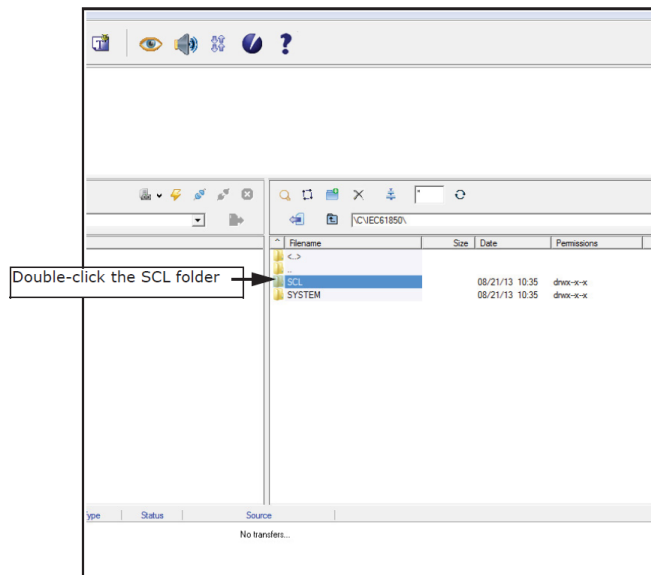 \C\IEC61850\
^ Filename Size Date Permissions
<..>
..
Double-click the SCL folder
SCL 08/21/13 10:35 drwx-x-x
SYSTEM 08/21/13 10:35 drwx-x-x
ype Status Source
No transfers...